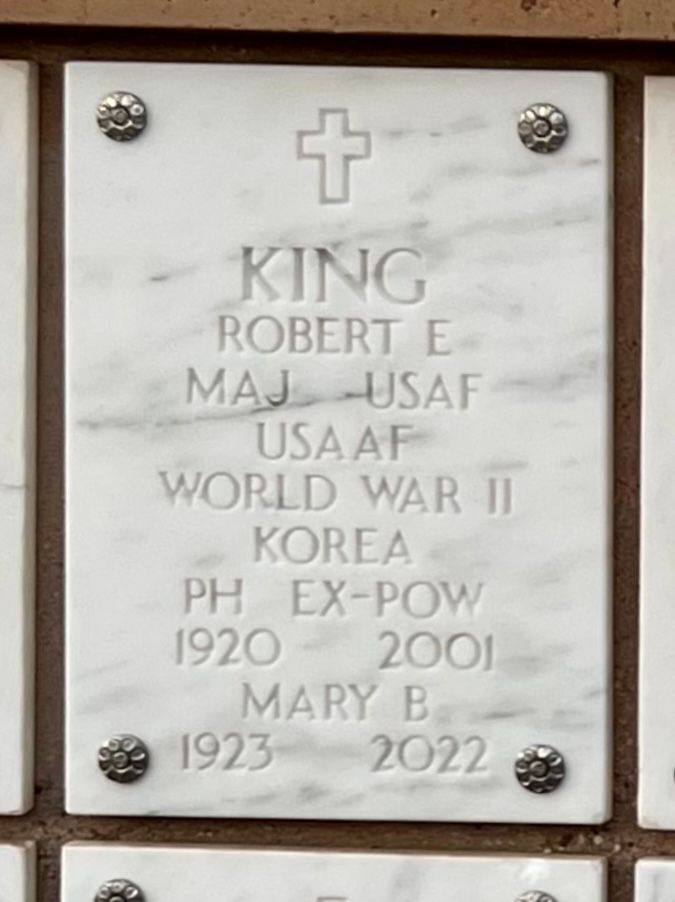 KING
ROBERT E
MAJ USAF
USAAF
WORLD WAR II
KOREA
PH EX-POW
1920 2001
MARY B
1923 2022